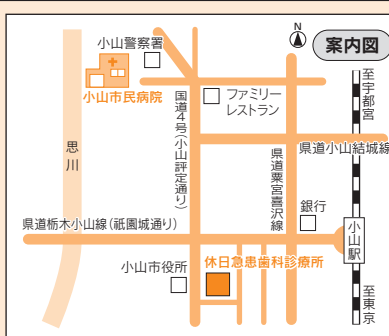 案内図
N
小山警察署
至宇都宮
小山市民病院
国道4号(小山評定通り)
ファミリー
レストラン
思川
県道小山結城線
県道粟宮喜沢線
銀行
県道栃木小山線(祇園城通り)
小山駅
小山市役所
休日急患歯科診療所
至東京